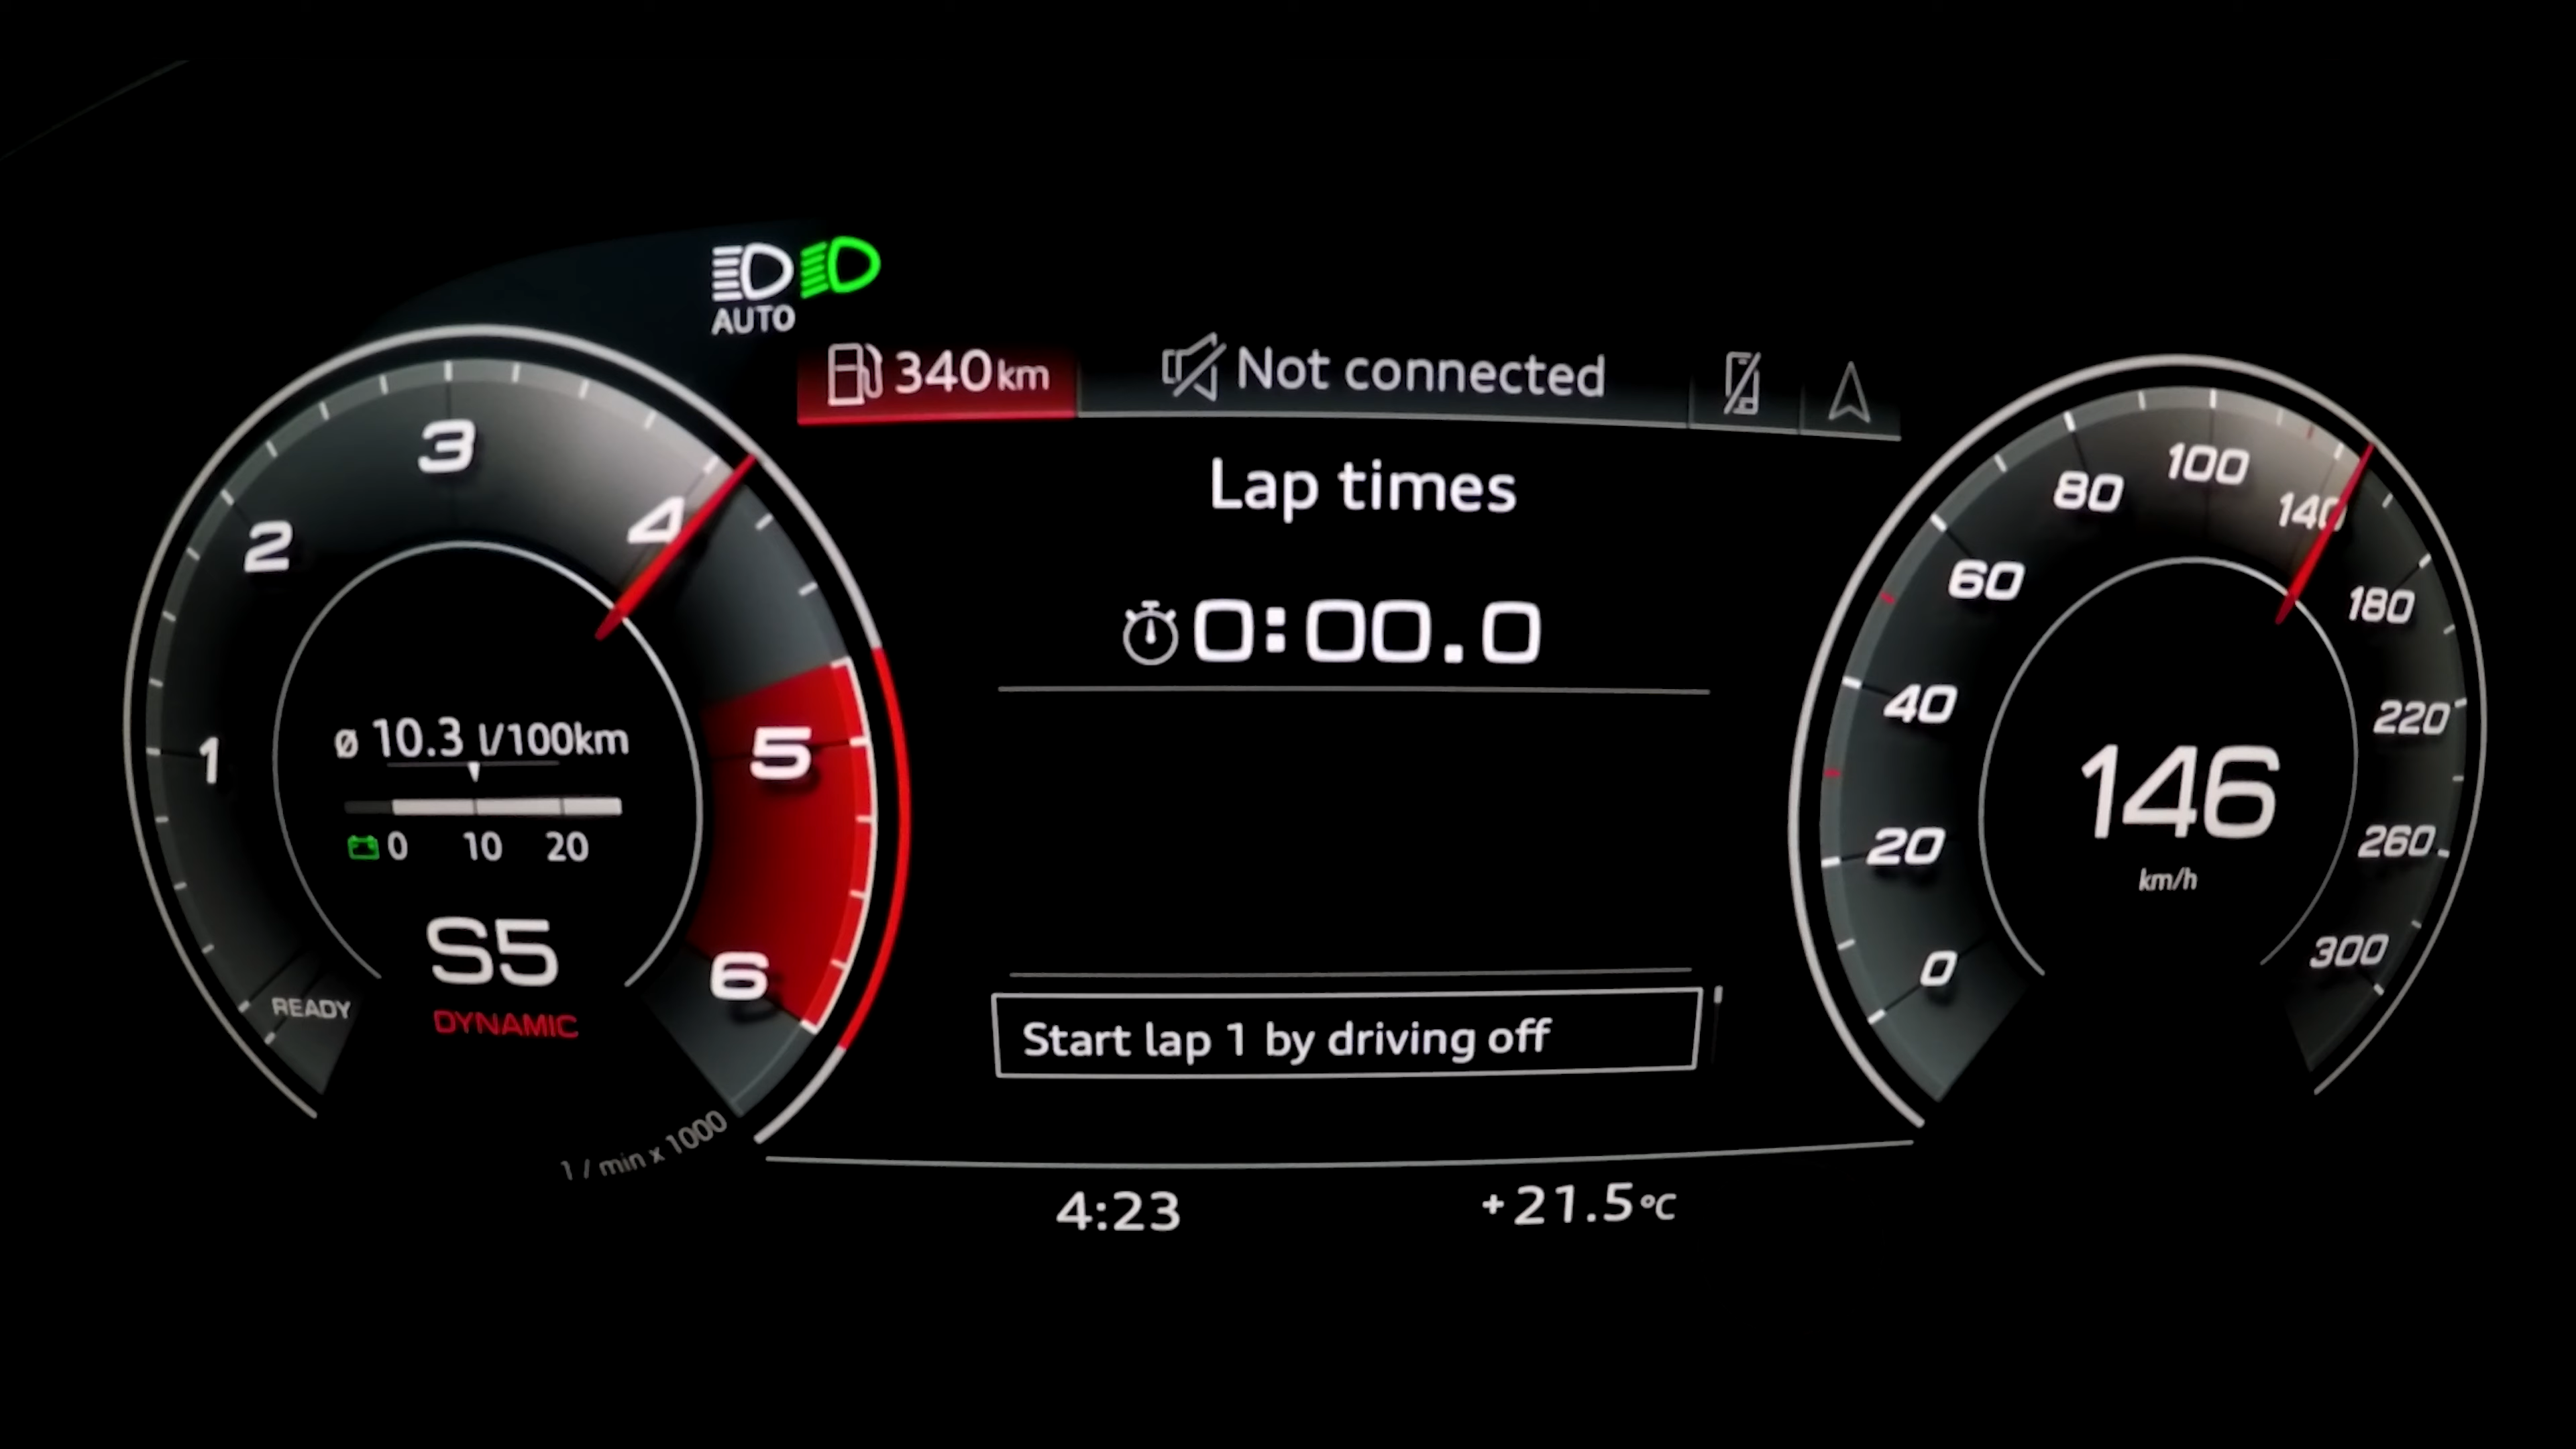 AUTO
340 km
Not connected
Lap times
0:00.0
Start lap 1 by driving off
4:23
+21.5 °C
READY
1
2
3
4
5
6
1 / min x 1000
ø 10.3 l/100km
0 10 20
S5
DYNAMIC
0
20
40
60
80
100
140
180
220
260
300
146
km/h